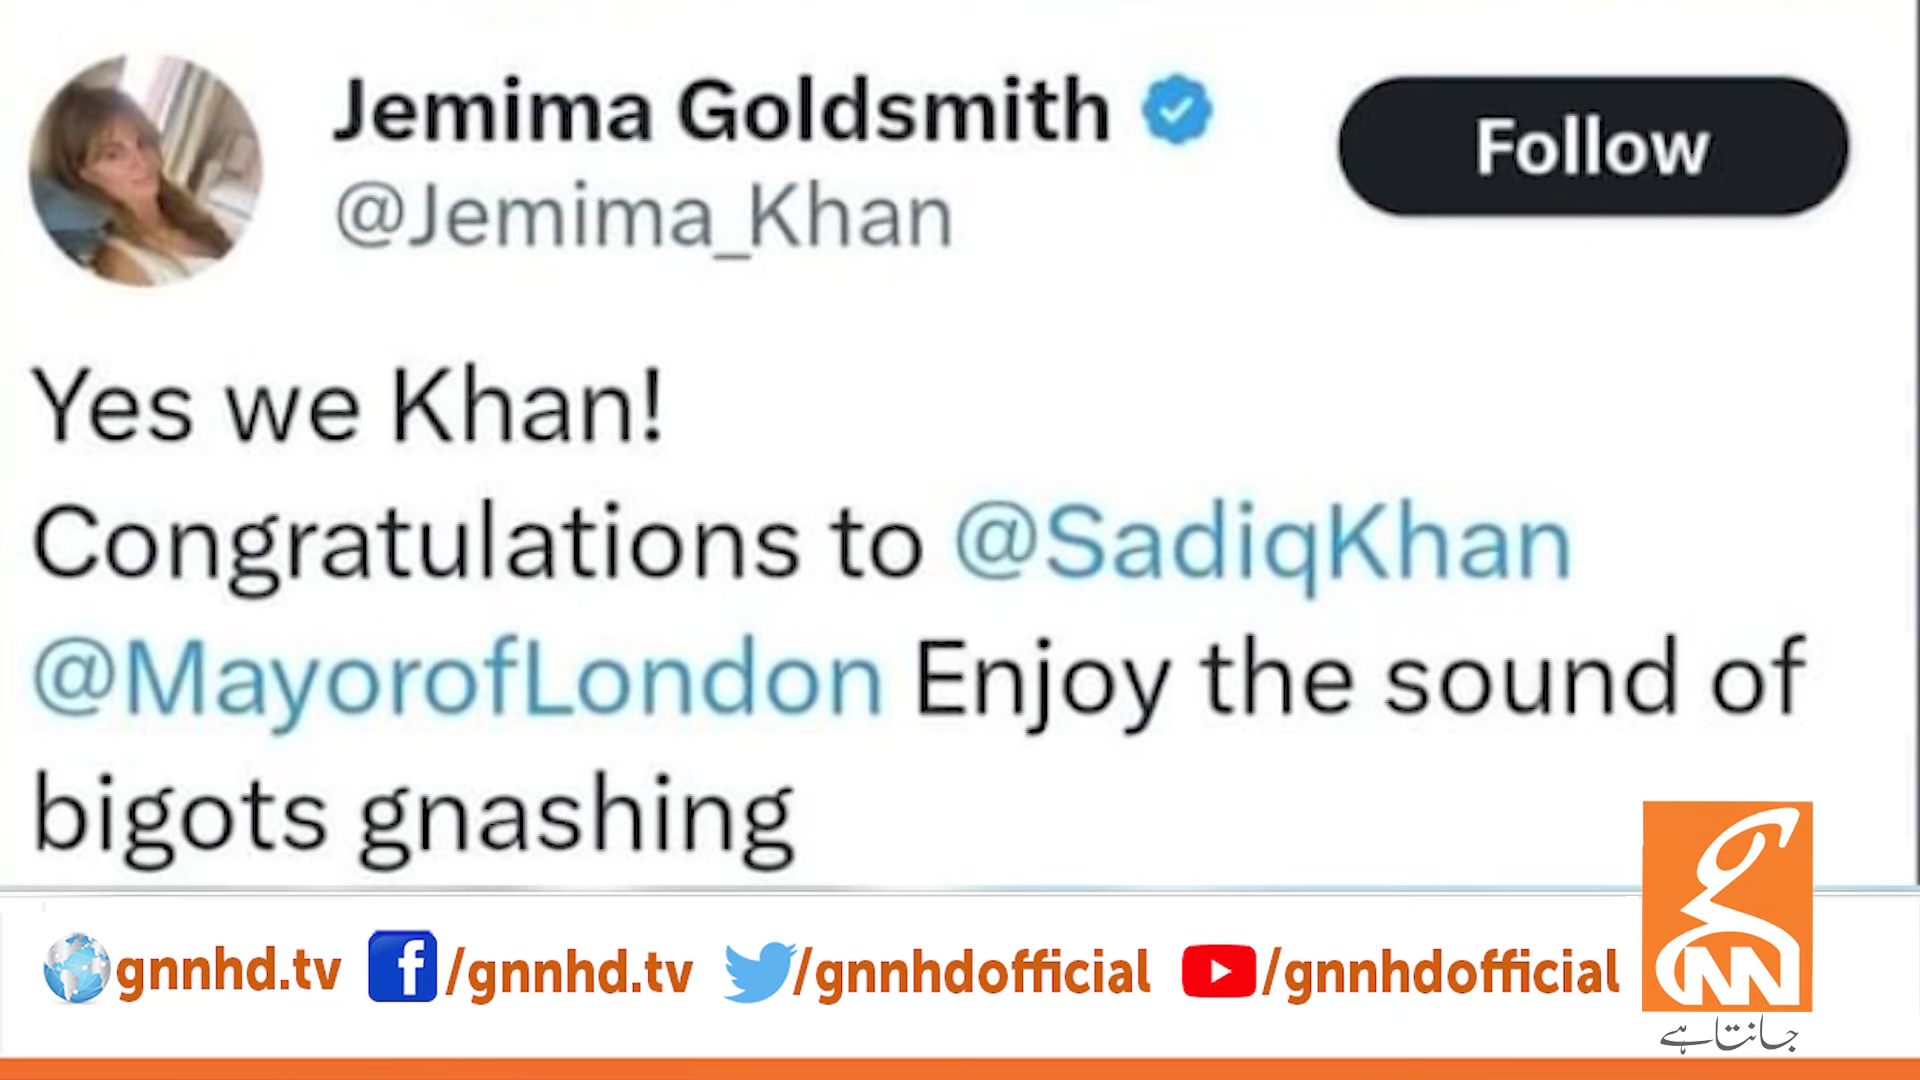 Jemima Goldsmith
Follow
@Jemima_Khan
Yes we Khan!
Congratulations to @SadiqKhan
@MayorofLondon Enjoy the sound of
bigots gnashing
gnnhd.tv /gnnhd.tv /gnnhdofficial /gnnhdofficial
GNN
جانتا ہے